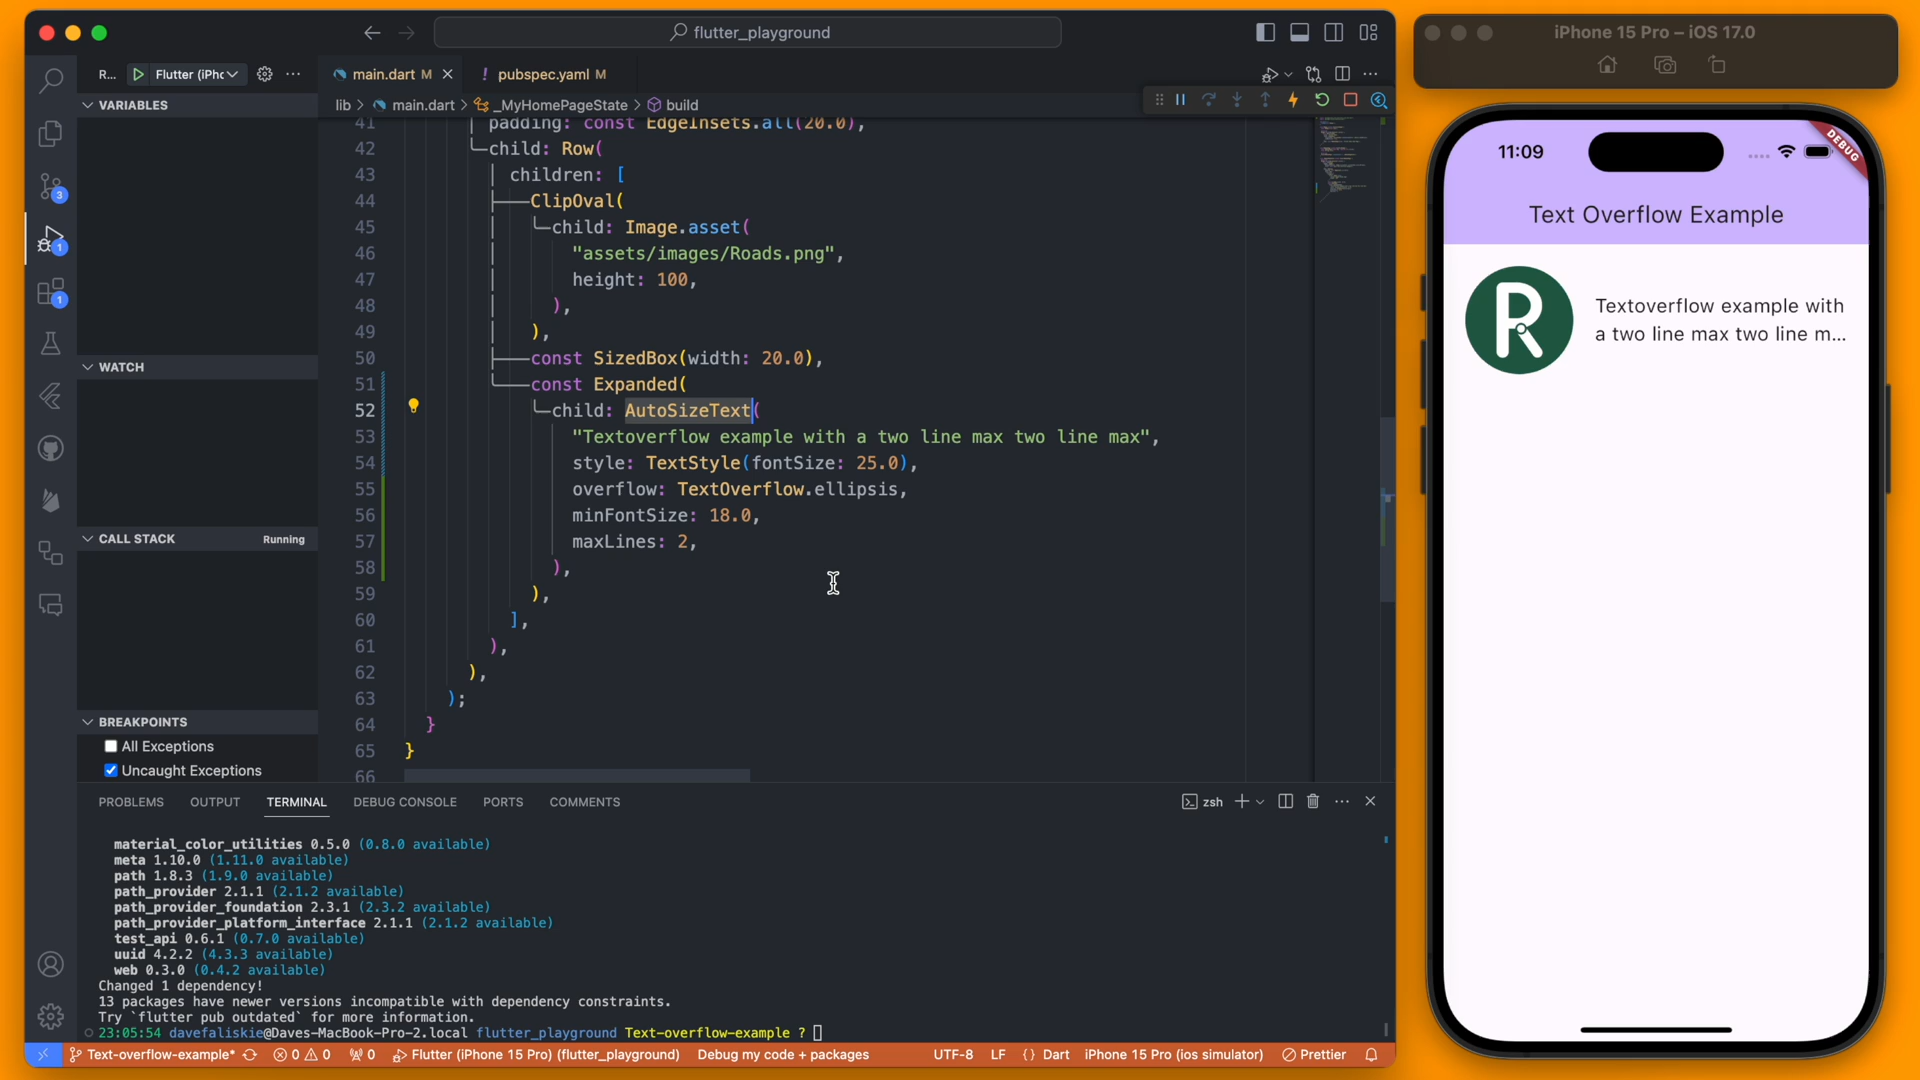 flutter_playground
iPhone 15 Pro – iOS 17.0
R...
Flutter (iPhc
main.dart M
! pubspec.yaml M
VARIABLES
lib > main.dart > _MyHomePageState > build
41 padding: const EdgeInsets.all(20.0),
42 child: Row(
43 children: [
44 ClipOval(
45 child: Image.asset(
46 "assets/images/Roads.png",
47 height: 100,
48 ),
49 ),
50 const SizedBox(width: 20.0),
51 const Expanded(
52 child: AutoSizeText(
53 "Textoverflow example with a two line max two line max",
54 style: TextStyle(fontSize: 25.0),
55 overflow: TextOverflow.ellipsis,
56 minFontSize: 18.0,
57 maxLines: 2,
58 ),
59 ),
60 ],
61 ),
62 ),
63 );
64 }
65 }
66
3
1
1
WATCH
CALL STACK
Running
BREAKPOINTS
All Exceptions
Uncaught Exceptions
PROBLEMS OUTPUT TERMINAL DEBUG CONSOLE PORTS COMMENTS
zsh
material_color_utilities 0.5.0 (0.8.0 available)
meta 1.10.0 (1.11.0 available)
path 1.8.3 (1.9.0 available)
path_provider 2.1.1 (2.1.2 available)
path_provider_foundation 2.3.1 (2.3.2 available)
path_provider_platform_interface 2.1.1 (2.1.2 available)
test_api 0.6.1 (0.7.0 available)
uuid 4.2.2 (4.3.3 available)
web 0.3.0 (0.4.2 available)
Changed 1 dependency!
13 packages have newer versions incompatible with dependency constraints.
Try `flutter pub outdated` for more information.
23:05:54 davefaliskie@Daves-MacBook-Pro-2.local flutter_playground Text-overflow-example ?
Text-overflow-example* 0 0 0 Flutter (iPhone 15 Pro) (flutter_playground) Debug my code + packages UTF-8 LF {} Dart iPhone 15 Pro (ios simulator) Prettier
11:09
DEBUG
Text Overflow Example
R
Textoverflow example with
a two line max two line m...